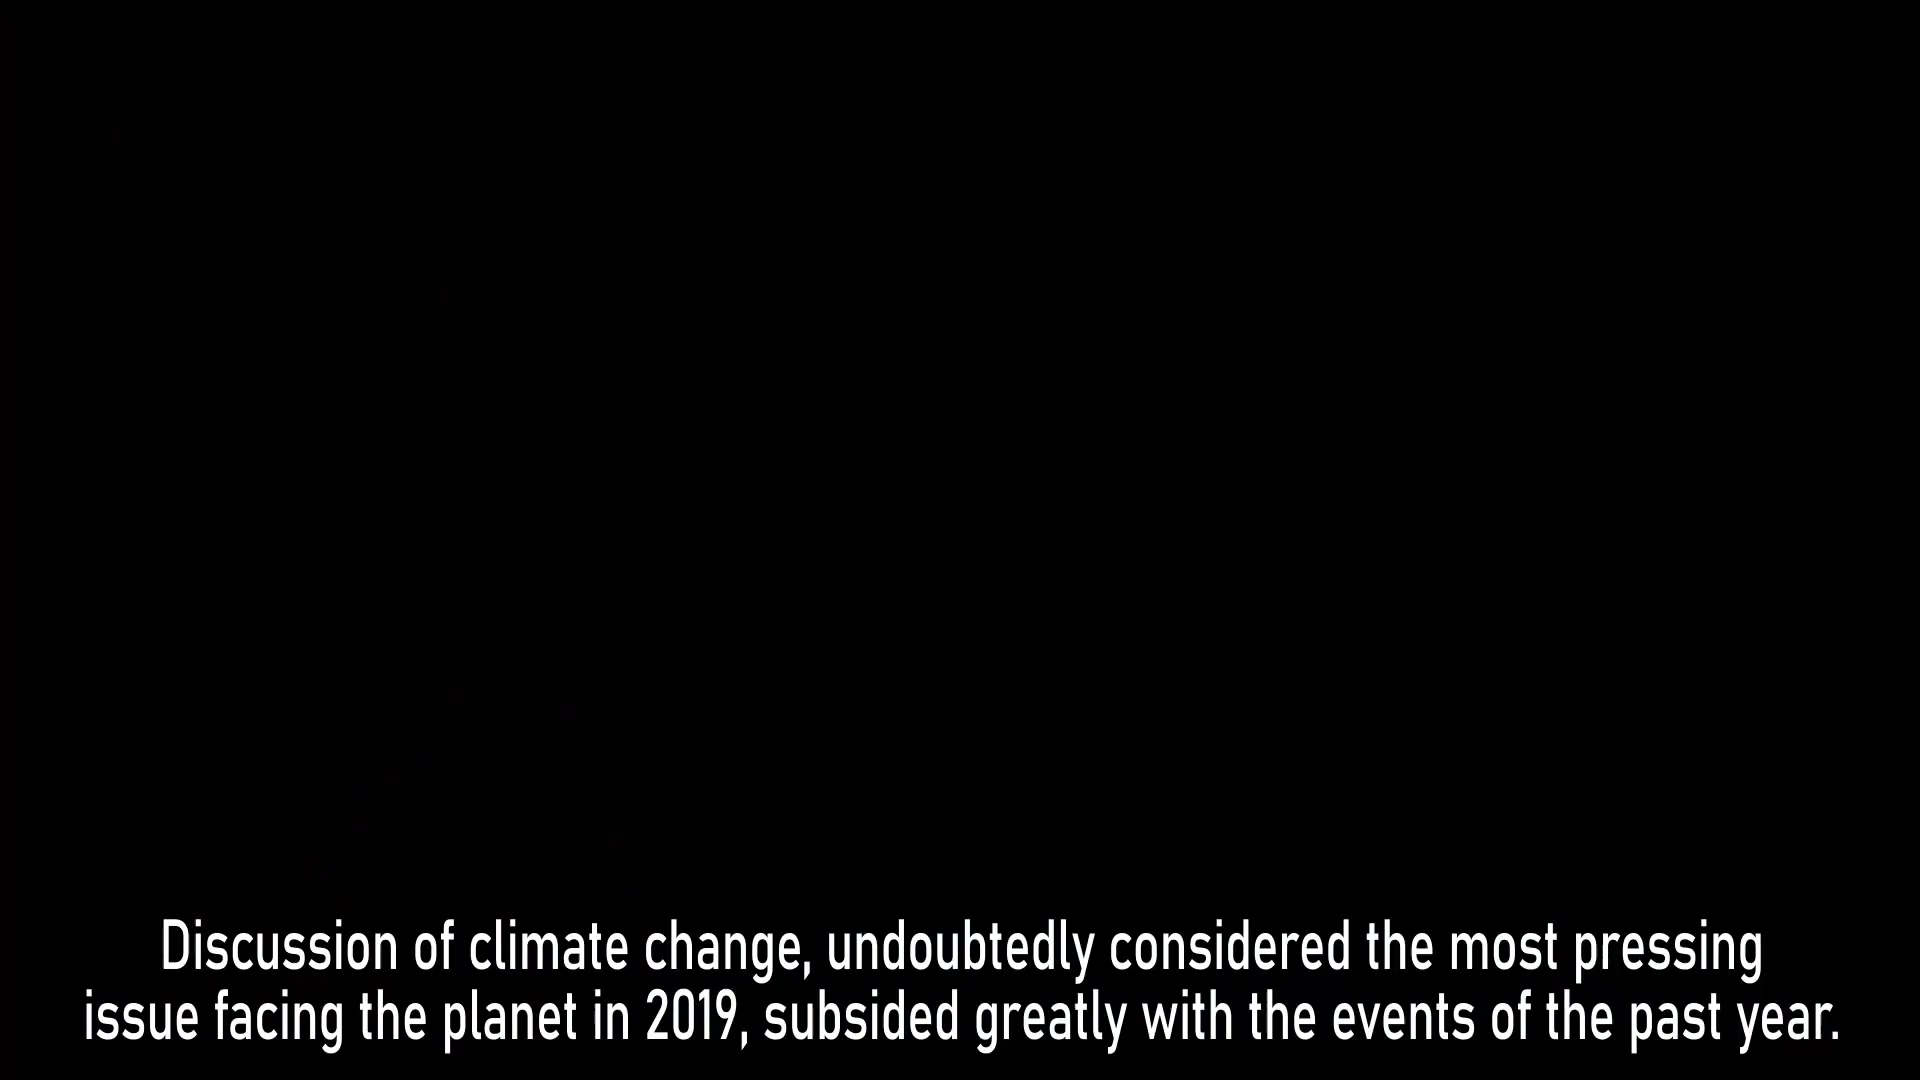 Discussion of climate change, undoubtedly considered the most pressing
issue facing the planet in 2019, subsided greatly with the events of the past year.